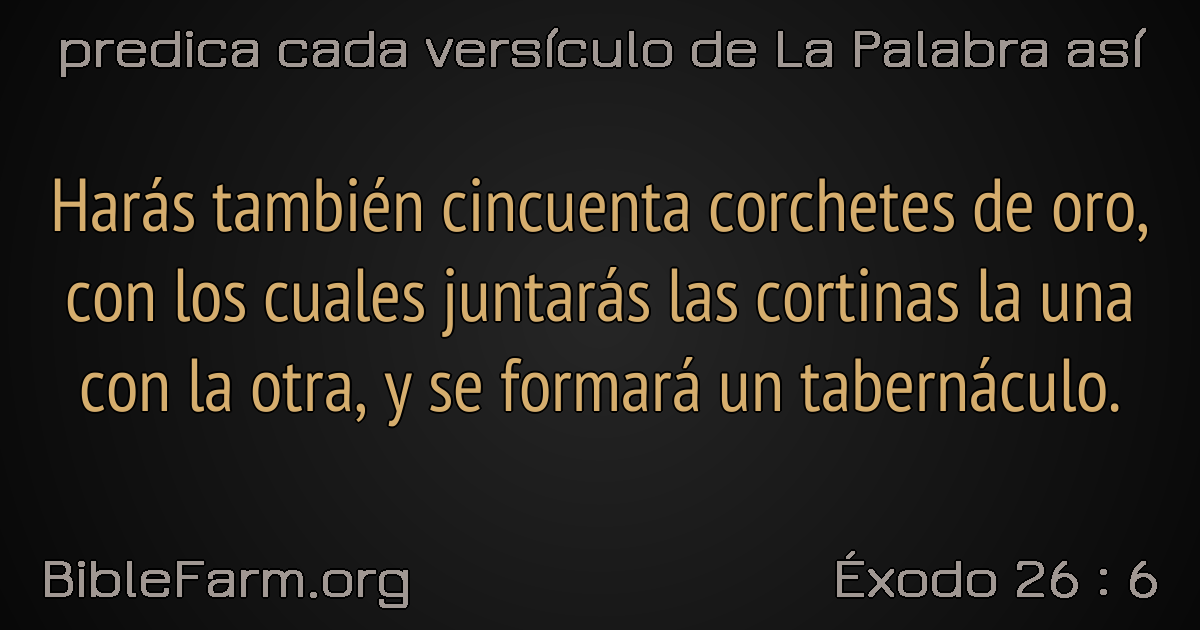 predica cada versículo de La Palabra así
Harás también cincuenta corchetes de oro,
con los cuales juntarás las cortinas la una
con la otra, y se formará un tabernáculo.
BibleFarm.org
Éxodo 26 : 6